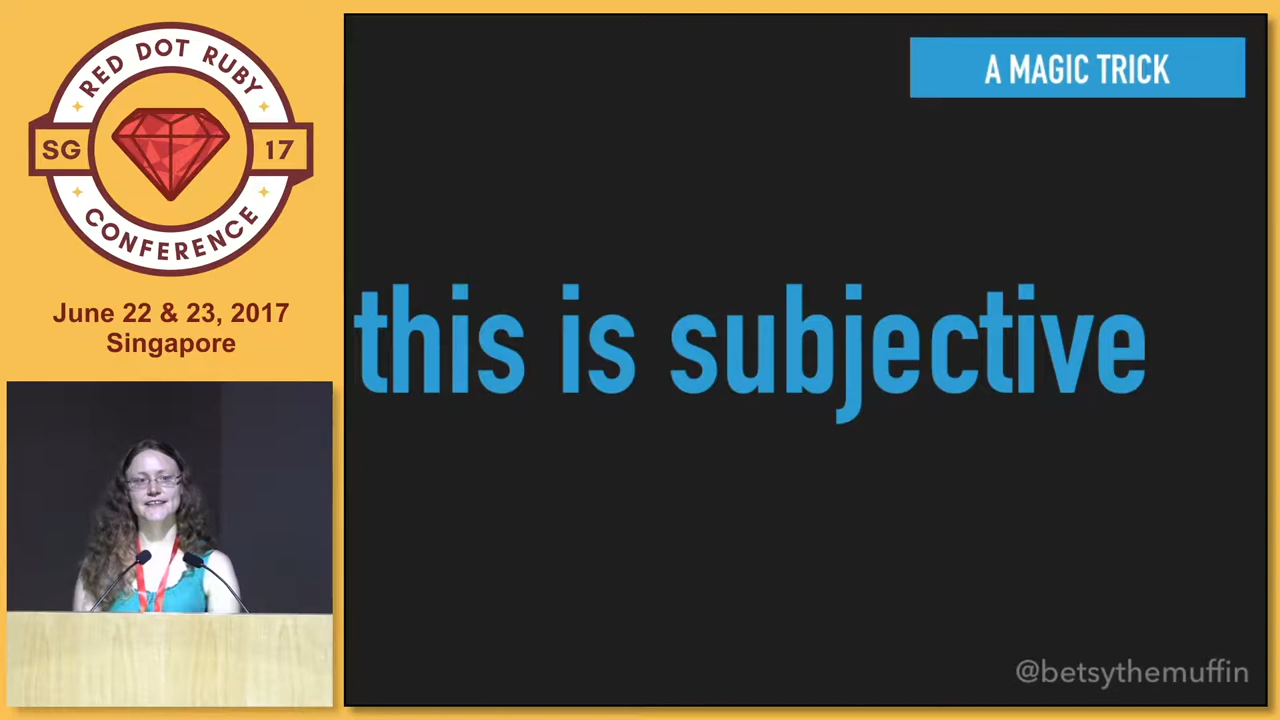 RED DOT RUBY
SG 17
CONFERENCE
June 22 & 23, 2017
Singapore
A MAGIC TRICK
this is subjective
@betsythemuffin